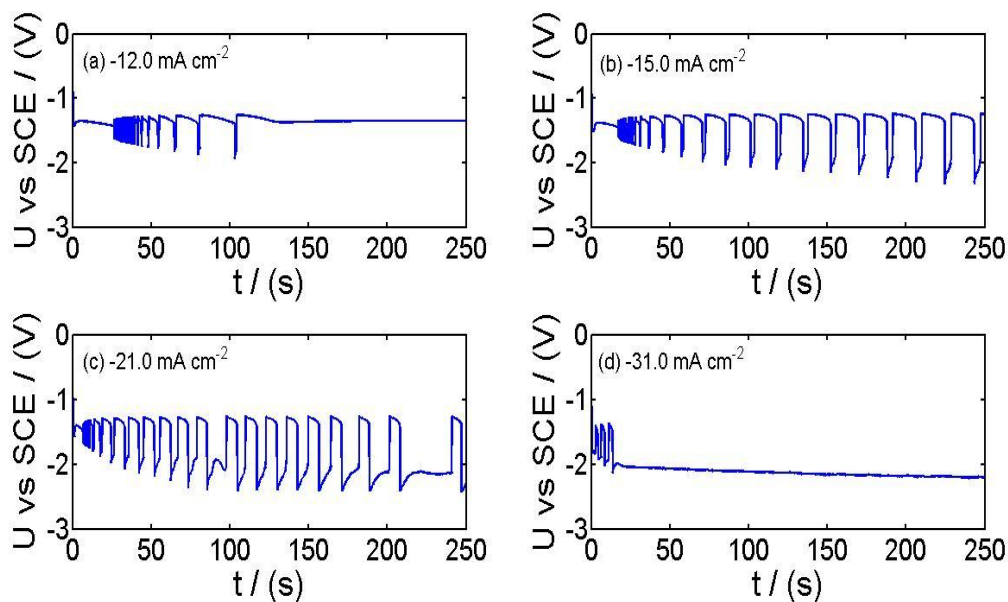 (a) -12.0 mA cm⁻²
U vs SCE / (V)
0
-1
-2
-3
0 50 100 150 200 250
t / (s)
(b) -15.0 mA cm⁻²
U vs SCE / (V)
0
-1
-2
-3
0 50 100 150 200 250
t / (s)
(c) -21.0 mA cm⁻²
U vs SCE / (V)
0
-1
-2
-3
0 50 100 150 200 250
t / (s)
(d) -31.0 mA cm⁻²
U vs SCE / (V)
0
-1
-2
-3
0 50 100 150 200 250
t / (s)